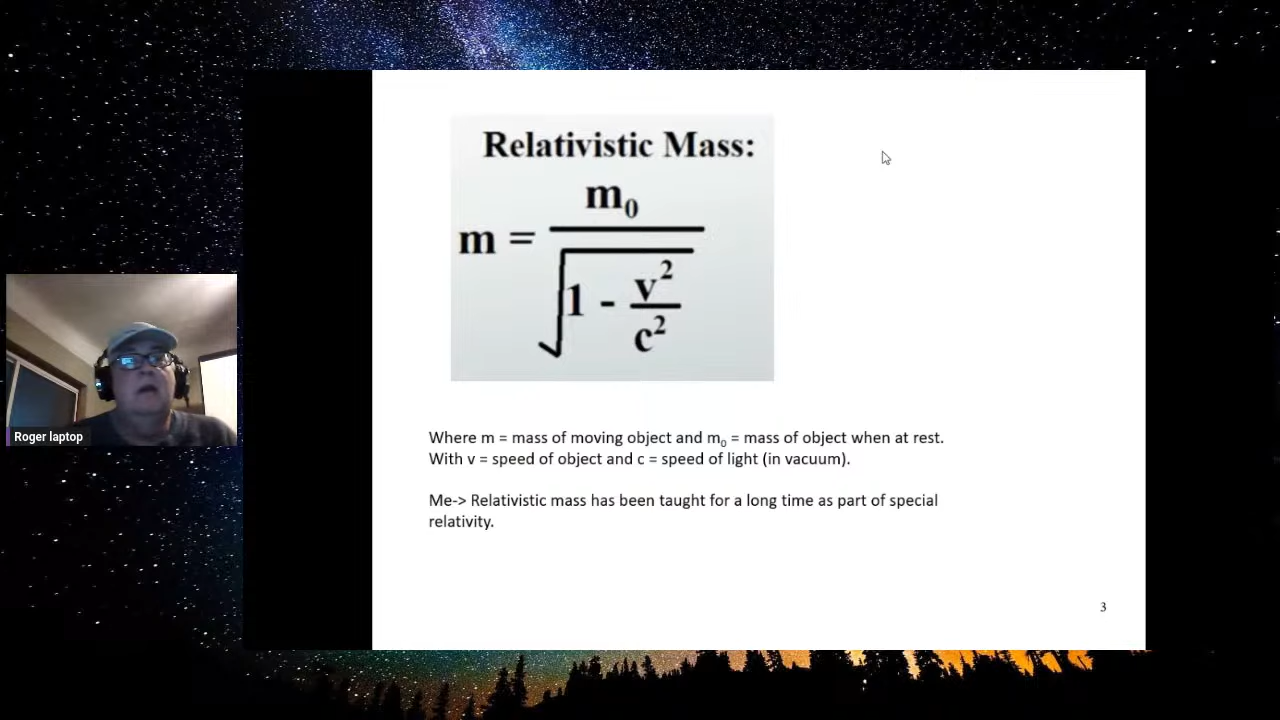 Relativistic Mass:
m = m₀ / √(1 - v²/c²)
Where m = mass of moving object and m₀ = mass of object when at rest.
With v = speed of object and c = speed of light (in vacuum).
Me-> Relativistic mass has been taught for a long time as part of special
relativity.
3
Roger laptop